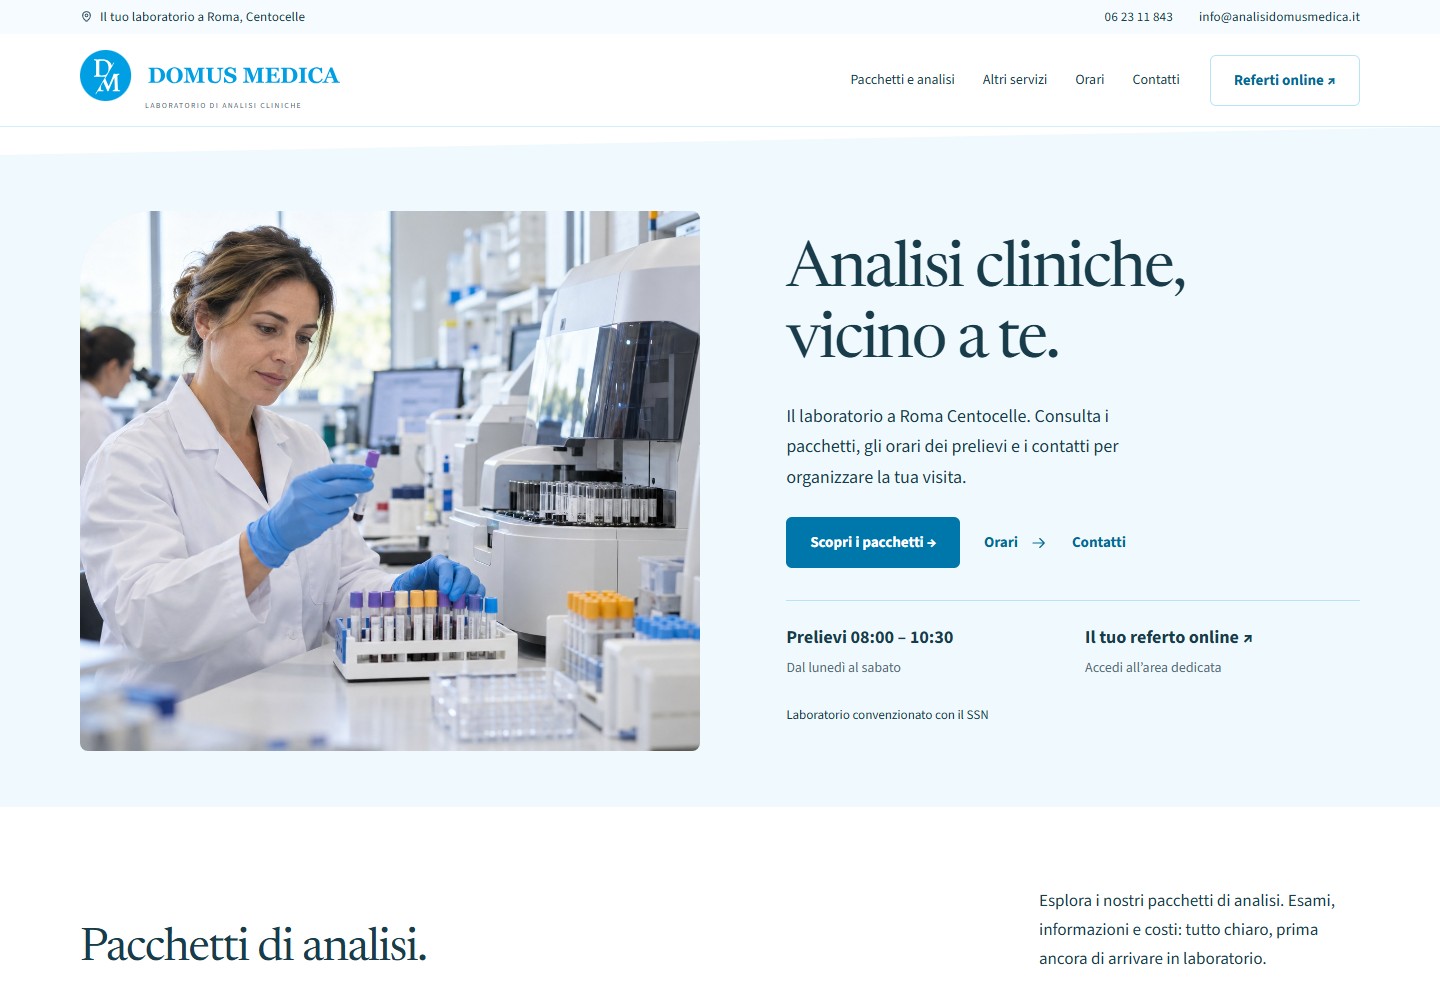 Il tuo laboratorio a Roma, Centocelle
06 23 11 843
info@analisidomusmedica.it
DM
DOMUS MEDICA
LABORATORIO DI ANALISI CLINICHE
Pacchetti e analisi
Altri servizi
Orari
Contatti
Referti online ↗
Analisi cliniche,
vicino a te.
Il laboratorio a Roma Centocelle. Consulta i
pacchetti, gli orari dei prelievi e i contatti per
organizzare la tua visita.
Scopri i pacchetti →
Orari →
Contatti
Prelievi 08:00 – 10:30
Dal lunedì al sabato
Il tuo referto online ↗
Accedi all’area dedicata
Laboratorio convenzionato con il SSN
Pacchetti di analisi.
Esplora i nostri pacchetti di analisi. Esami,
informazioni e costi: tutto chiaro, prima
ancora di arrivare in laboratorio.